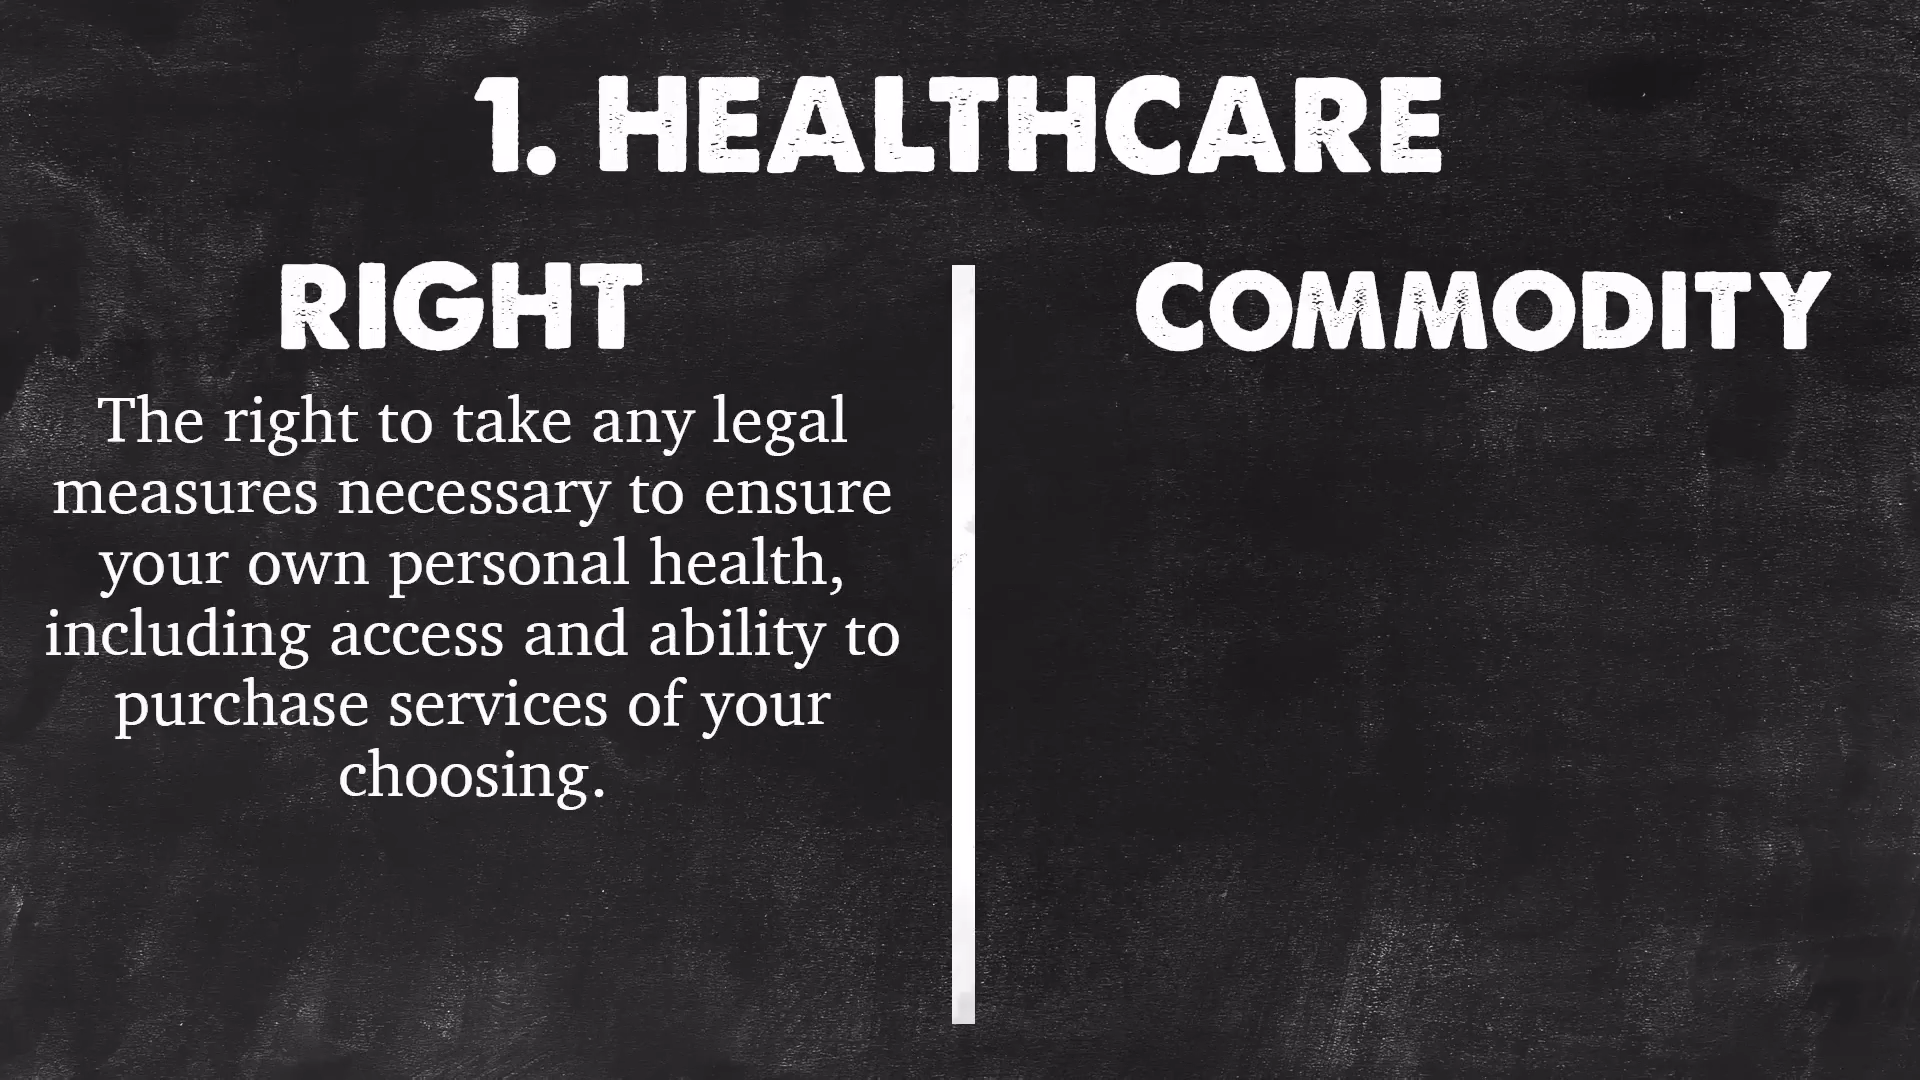 1. HEALTHCARE
RIGHT
The right to take any legal
measures necessary to ensure
your own personal health,
including access and ability to
purchase services of your
choosing.
COMMODITY